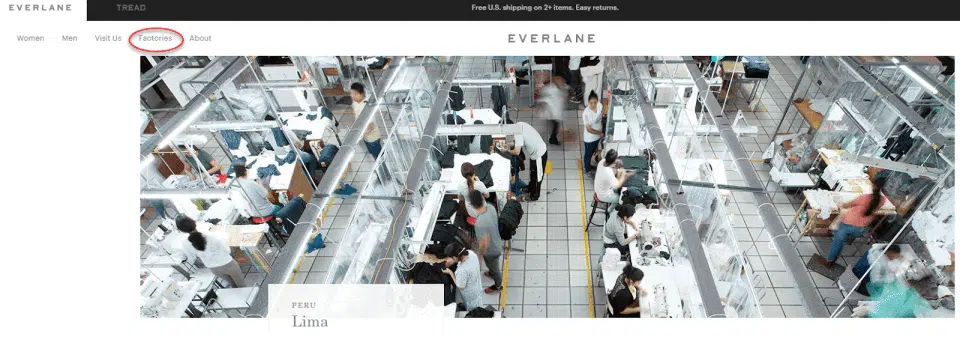 EVERLANE TREAD Free U.S. shipping on 2+ items. Easy returns.
Women Men Visit Us Factories About EVERLANE
PERU
Lima